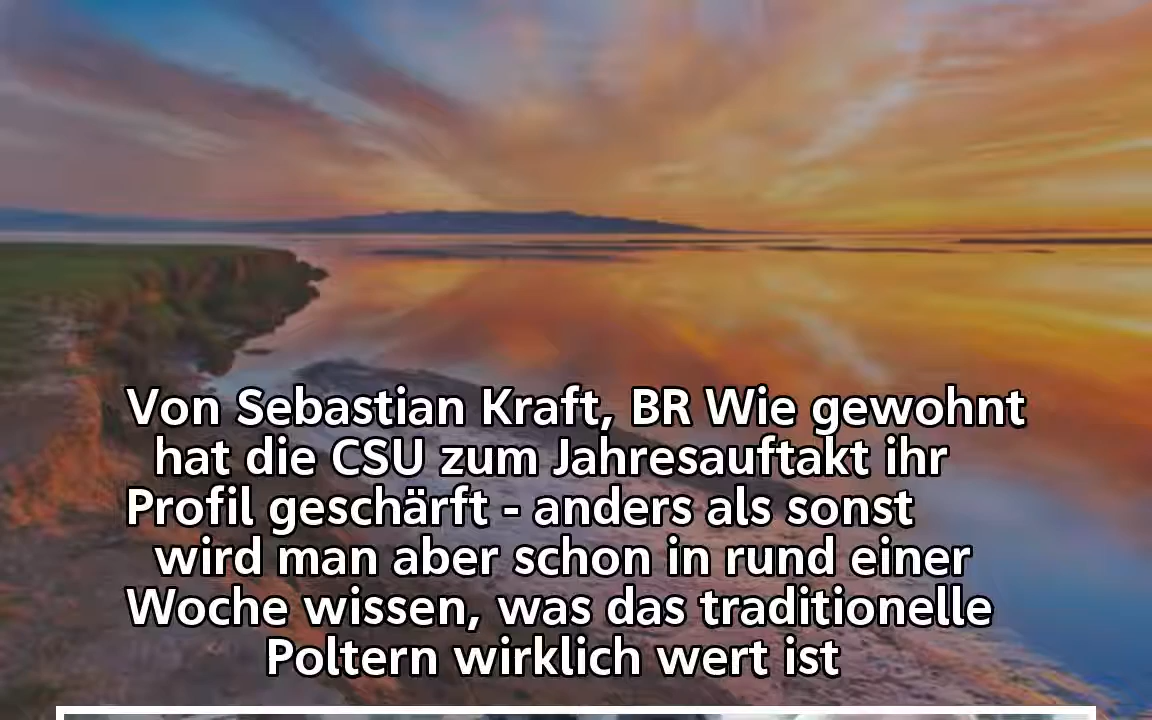 Von Sebastian Kraft, BR Wie gewohnt
hat die CSU zum Jahresauftakt ihr
Profil geschärft - anders als sonst
wird man aber schon in rund einer
Woche wissen, was das traditionelle
Poltern wirklich wert ist